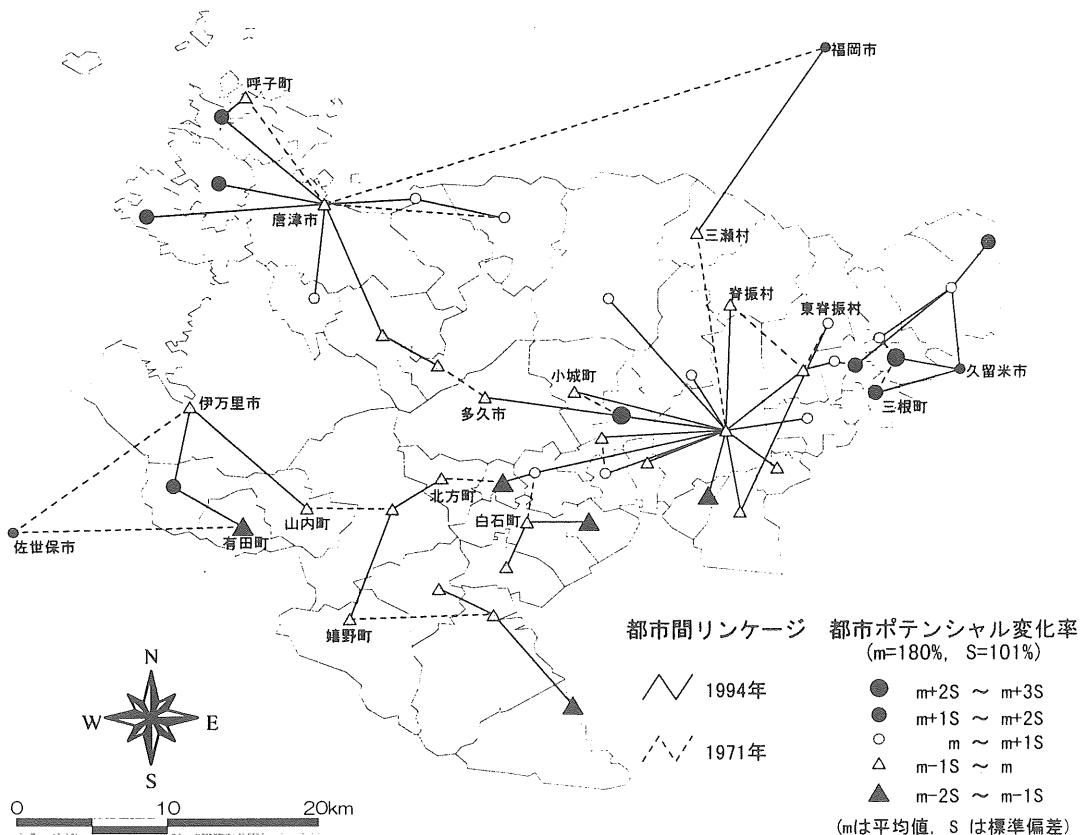 福岡市
呼子町
唐津市
三瀬村
脊振村
東脊振村
久留米市
三根町
小城町
多久市
伊万里市
北方町
山内町
白石町
有田町
佐世保市
嬉野町
都市間リンケージ
1994年
1971年
都市ポテンシャル変化率
(m=180%, S=101%)
m+2S ～ m+3S
m+1S ～ m+2S
m ～ m+1S
m-1S ～ m
m-2S ～ m-1S
(mは平均値, S は標準偏差)
N
W E
S
0 10 20km